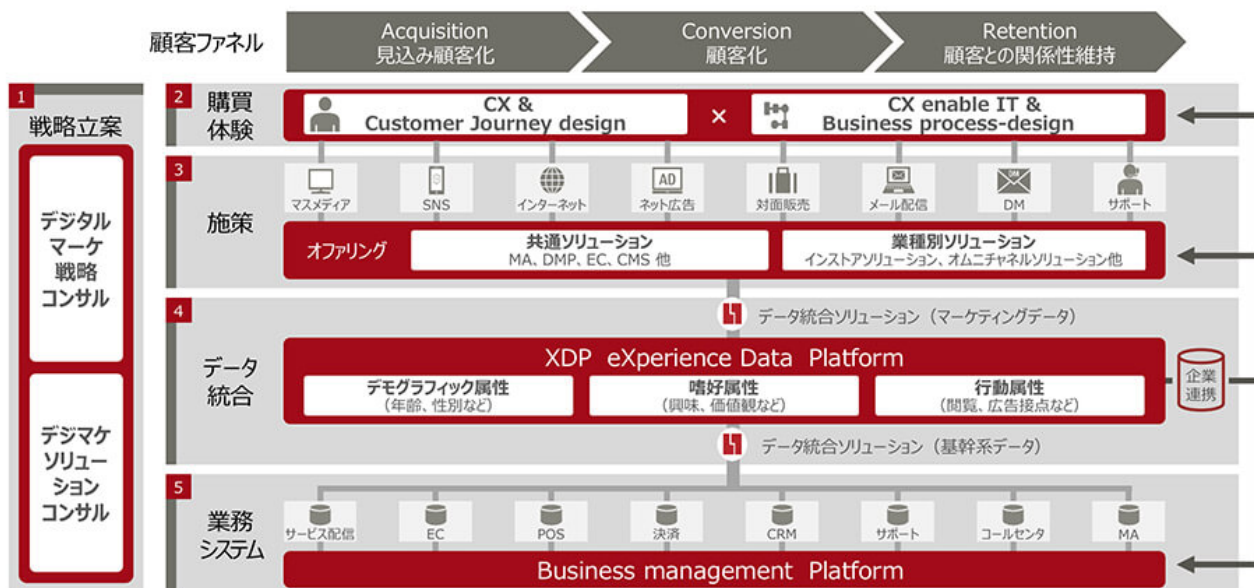 顧客ファネル
Acquisition
見込み顧客化
Conversion
顧客化
Retention
顧客との関係性維持
1
戦略立案
デジタル
マーケ
戦略
コンサル
デジマケ
ソリュー
ション
コンサル
2
購買
体験
CX &
Customer Journey design
×
CX enable IT &
Business process-design
3
施策
マスメディア
SNS
インターネット
AD
ネット広告
対面販売
メール配信
DM
DM
サポート
オファリング
共通ソリューション
MA、DMP、EC、CMS 他
業種別ソリューション
インストアソリューション、オムニチャネルソリューション他
4
データ
統合
データ統合ソリューション（マーケティングデータ）
XDP eXperience Data Platform
デモグラフィック属性
（年齢、性別など）
嗜好属性
（興味、価値観など）
行動属性
（閲覧、広告接点など）
企業
連携
データ統合ソリューション（基幹系データ）
5
業務
システム
サービス配信
EC
POS
決済
CRM
サポート
コールセンタ
MA
Business management Platform